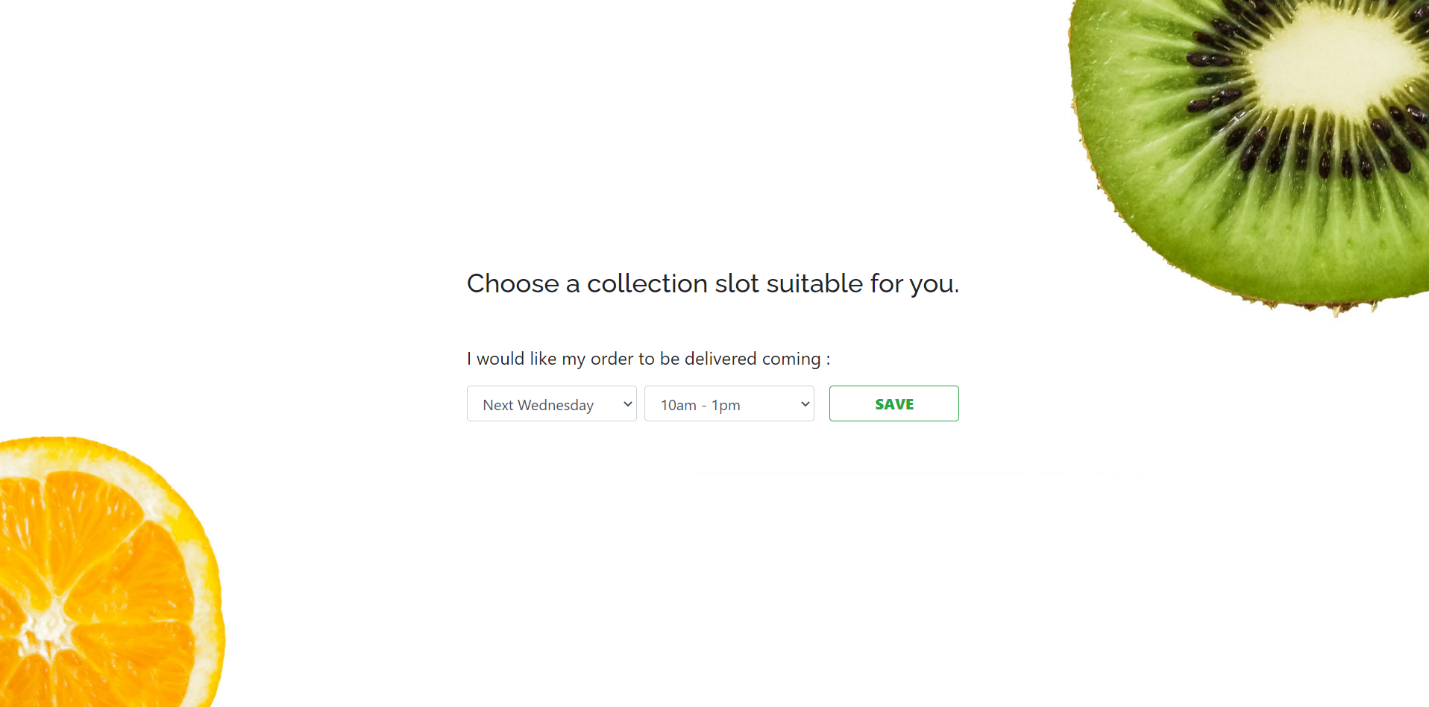 Choose a collection slot suitable for you.
I would like my order to be delivered coming :
Next Wednesday 10am - 1pm SAVE